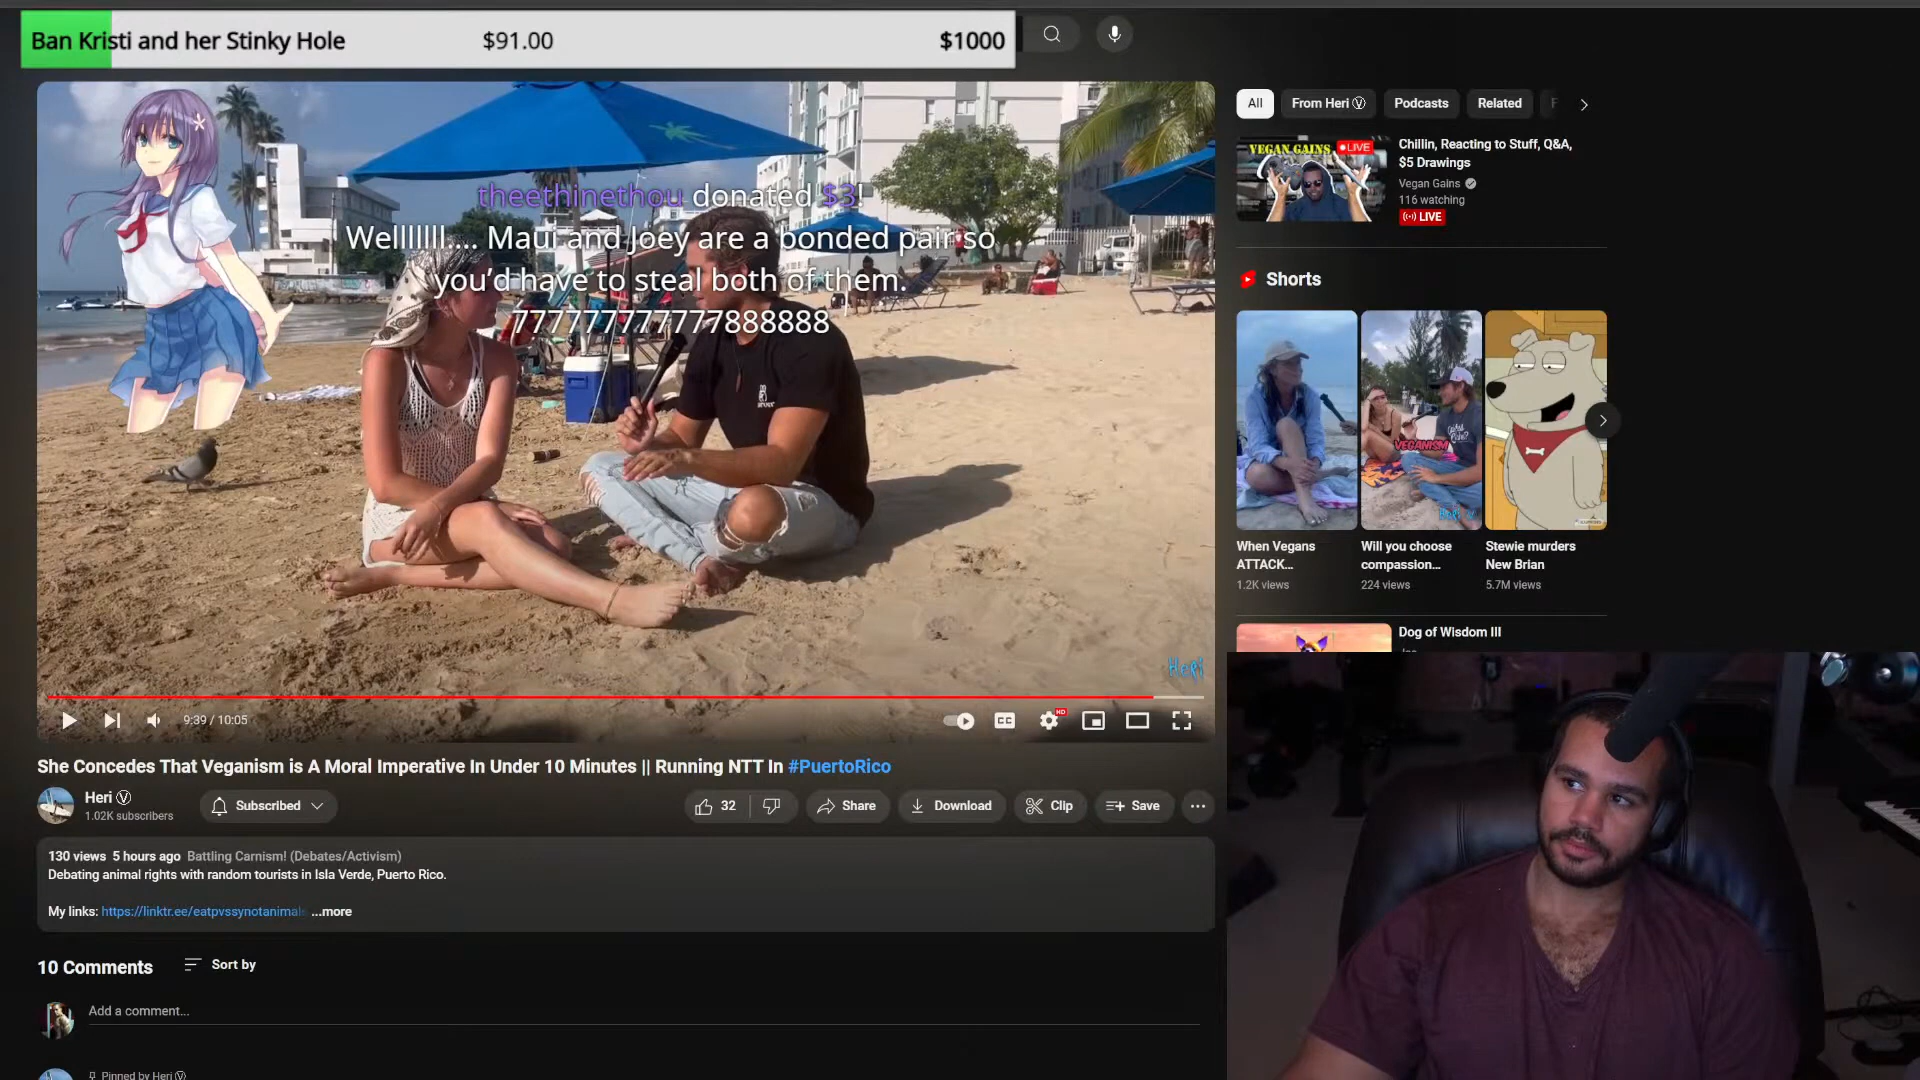 Ban Kristi and her Stinky Hole $91.00 $1000
theethinethou donated $3!
Welllllll.... Maui and Joey are a bonded pair so
you'd have to steal both of them.
777777777777888888
Heri
9:39 / 10:05
CC
HD
She Concedes That Veganism is A Moral Imperative In Under 10 Minutes || Running NTT In #PuertoRico
Heri Ⓥ
1.02K subscribers
Subscribed
32
Share
Download
Clip
Save
130 views 5 hours ago Battling Carnism! (Debates/Activism)
Debating animal rights with random tourists in Isla Verde, Puerto Rico.
My links: https://linktr.ee/eatpvssynotanimals ...more
10 Comments
Sort by
Add a comment...
Pinned by Heri Ⓥ
All
From Heri Ⓥ
Podcasts
Related
F
VEGAN GAINS LIVE
Chillin, Reacting to Stuff, Q&A,
$5 Drawings
Vegan Gains
116 watching
LIVE
Shorts
VEGANISM
Heri
When Vegans
ATTACK...
1.2K views
Will you choose
compassion...
224 views
Stewie murders
New Brian
5.7M views
Dog of Wisdom III